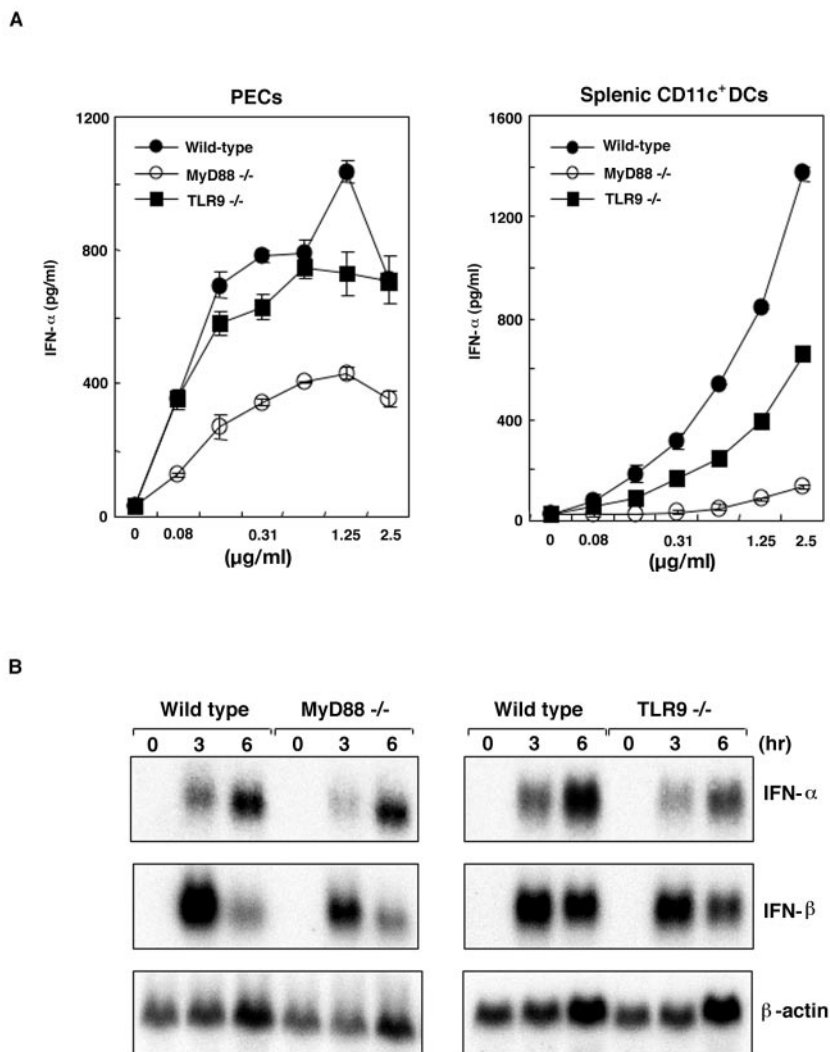 A
PECs
1200
800
400
0
IFN-α (pg/ml)
Wild-type
MyD88 -/-
TLR9 -/-
0 0.08 0.31 1.25 2.5
(μg/ml)
Splenic CD11c+ DCs
1600
1200
800
400
0
IFN-α (pg/ml)
Wild-type
MyD88 -/-
TLR9 -/-
0 0.08 0.31 1.25 2.5
(μg/ml)
B
Wild type MyD88 -/- Wild type TLR9 -/-
0 3 6 0 3 6 0 3 6 0 3 6 (hr)
IFN-α
IFN-β
β-actin